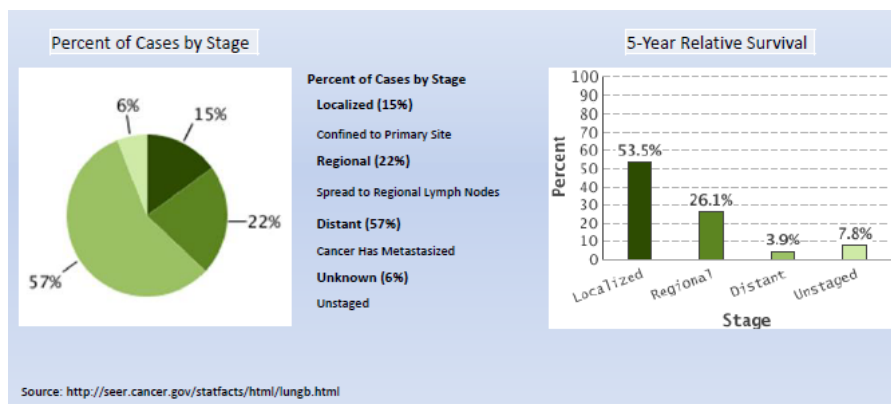 Percent of Cases by Stage
6%
15%
22%
57%
Percent of Cases by Stage
Localized (15%)
Confined to Primary Site
Regional (22%)
Spread to Regional Lymph Nodes
Distant (57%)
Cancer Has Metastasized
Unknown (6%)
Unstaged
5-Year Relative Survival
Percent
100
90
80
70
60
50
40
30
20
10
0
53.5%
26.1%
3.9%
7.8%
Localized
Regional
Distant
Unstaged
Stage
Source: http://seer.cancer.gov/statfacts/html/lungb.html